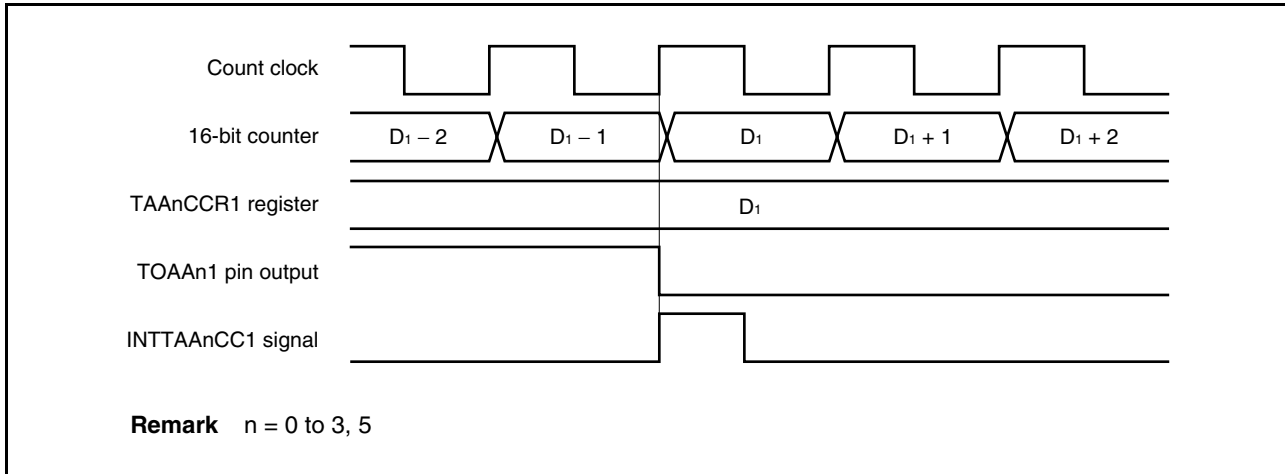 Count clock
16-bit counter
D₁ − 2
D₁ − 1
D₁
D₁ + 1
D₁ + 2
TAAnCCR1 register
D₁
TOAAn1 pin output
INTTAAnCC1 signal
Remark n = 0 to 3, 5